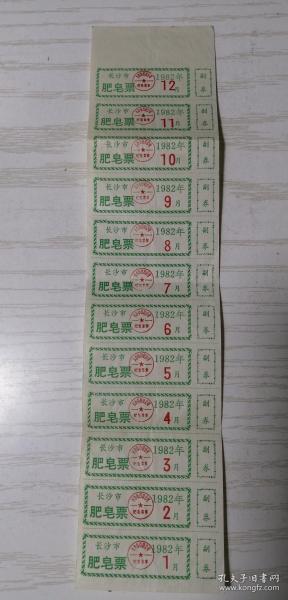 长沙市 1982年
肥皂票 12月
副券
长沙市 1982年
肥皂票 11月
副券
长沙市 1982年
肥皂票 10月
副券
长沙市 1982年
肥皂票 9月
副券
长沙市 1982年
肥皂票 8月
副券
长沙市 1982年
肥皂票 7月
副券
长沙市 1982年
肥皂票 6月
副券
长沙市 1982年
肥皂票 5月
副券
长沙市 1982年
肥皂票 4月
副券
长沙市 1982年
肥皂票 3月
副券
长沙市 1982年
肥皂票 2月
副券
长沙市 1982年
肥皂票 1月
副券
孔夫子旧书网